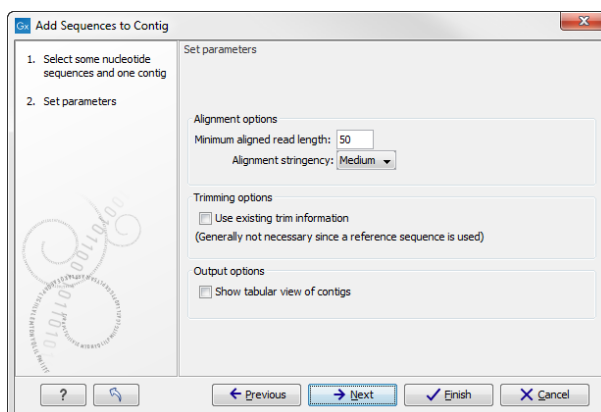 Gx Add Sequences to Contig
X
1. Select some nucleotide
sequences and one contig
2. Set parameters
Set parameters
Alignment options
Minimum aligned read length: 50
Alignment stringency: Medium
Trimming options
Use existing trim information
(Generally not necessary since a reference sequence is used)
Output options
Show tabular view of contigs
?
Previous
Next
Finish
Cancel